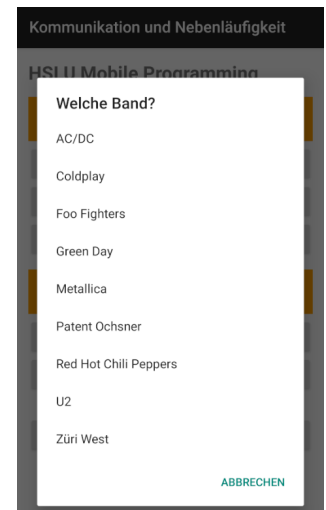 Kommunikation und Nebenläufigkeit
HSLU Mobile Programming
Welche Band?
AC/DC
Coldplay
Foo Fighters
Green Day
Metallica
Patent Ochsner
Red Hot Chili Peppers
U2
Züri West
ABBRECHEN